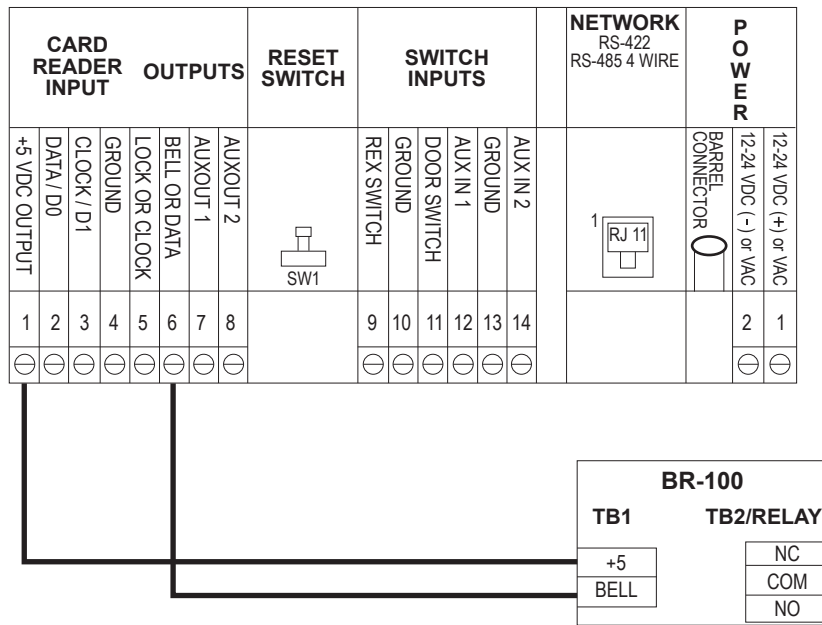 CARD
READER
INPUT
OUTPUTS
RESET
SWITCH
SWITCH
INPUTS
NETWORK
RS-422
RS-485 4 WIRE
P
O
W
E
R
+5 VDC OUTPUT
DATA / D0
CLOCK / D1
GROUND
LOCK OR CLOCK
BELL OR DATA
AUXOUT 1
AUXOUT 2
SW1
REX SWITCH
GROUND
DOOR SWITCH
AUX IN 1
GROUND
AUX IN 2
1
RJ 11
BARREL
CONNECTOR
12-24 VDC ( - ) or VAC
12-24 VDC (+) or VAC
1 2 3 4 5 6 7 8
9 10 11 12 13 14
2 1
BR-100
TB1
TB2/RELAY
+5
BELL
NC
COM
NO